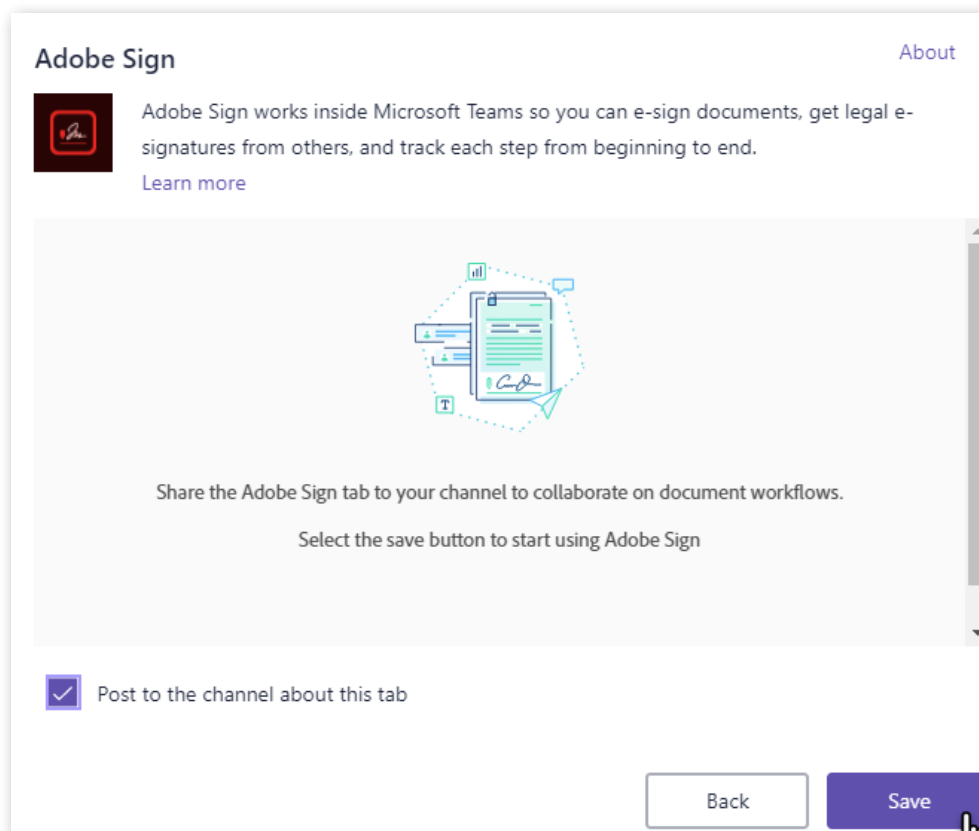 Adobe Sign
About
Adobe Sign works inside Microsoft Teams so you can e-sign documents, get legal e-
signatures from others, and track each step from beginning to end.
Learn more
T
Share the Adobe Sign tab to your channel to collaborate on document workflows.
Select the save button to start using Adobe Sign
Post to the channel about this tab
Back
Save